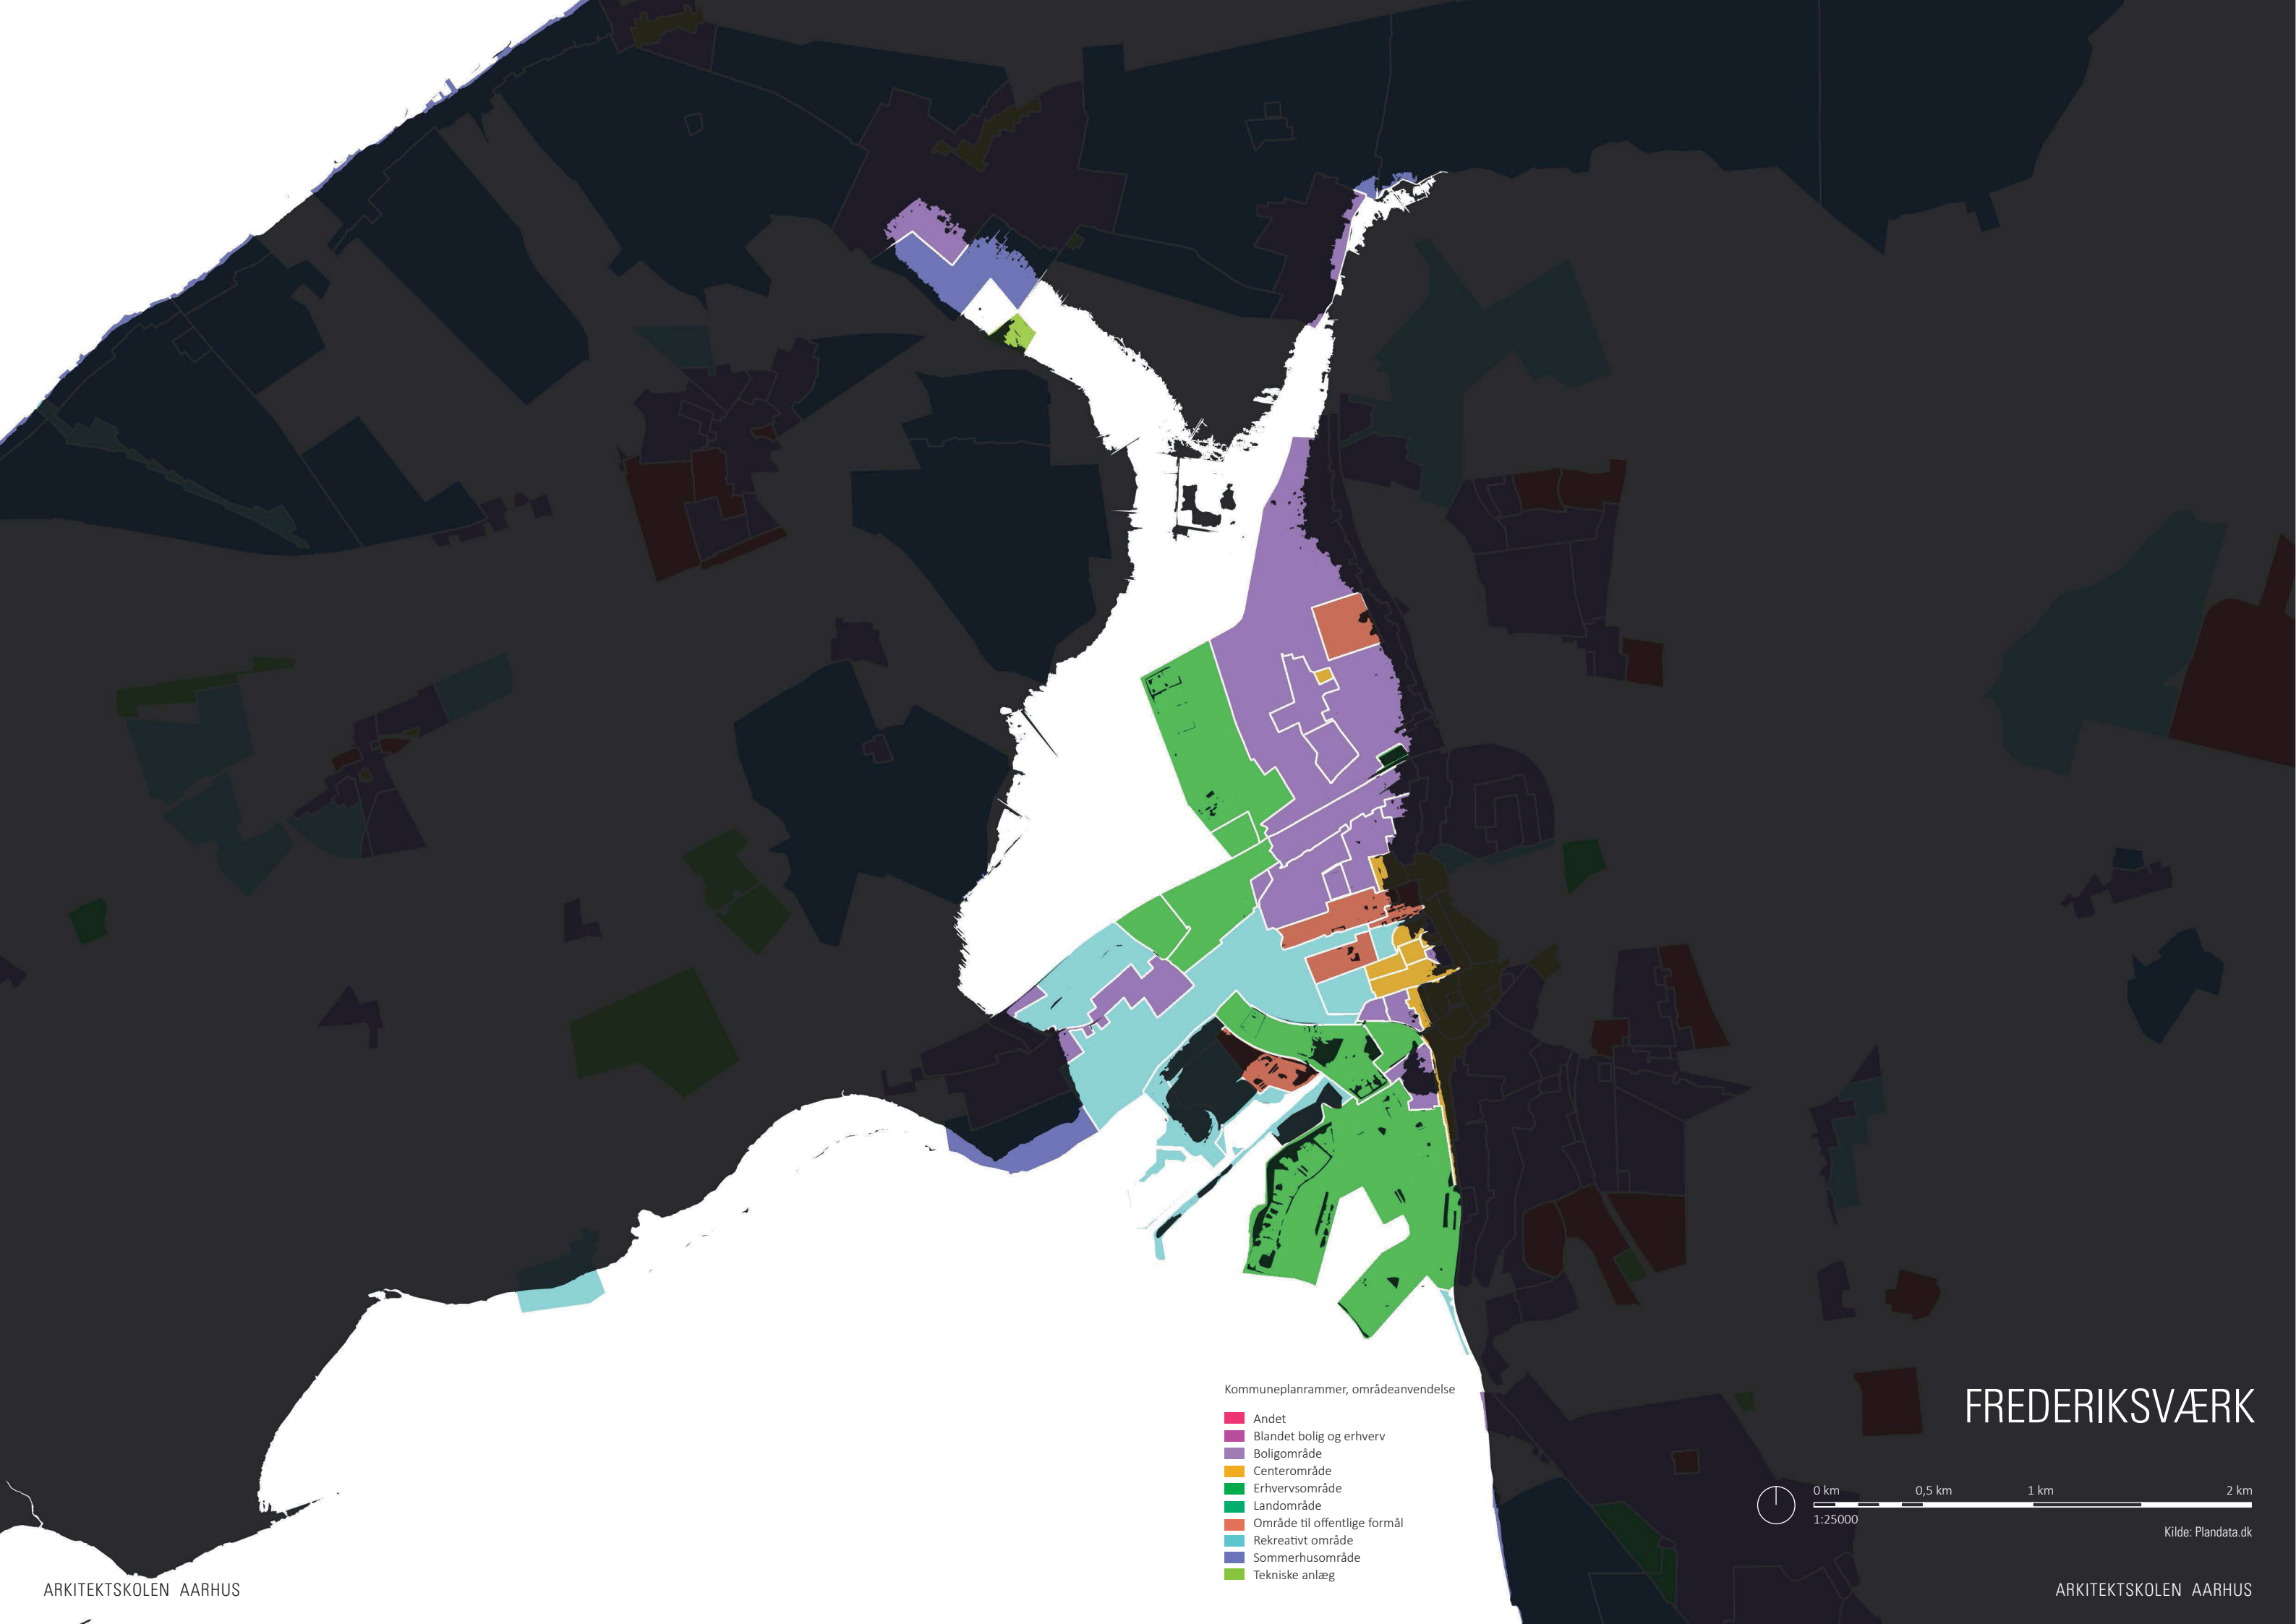 Kommuneplanrammer, områdeanvendelse
Andet
Blandet bolig og erhverv
Boligområde
Centerområde
Erhvervsområde
Landområde
Område til offentlige formål
Rekreativt område
Sommerhusområde
Tekniske anlæg
FREDERIKSVÆRK
0 km 0,5 km 1 km 2 km
1:25000
Kilde: Plandata.dk
ARKITEKTSKOLEN AARHUS
ARKITEKTSKOLEN AARHUS